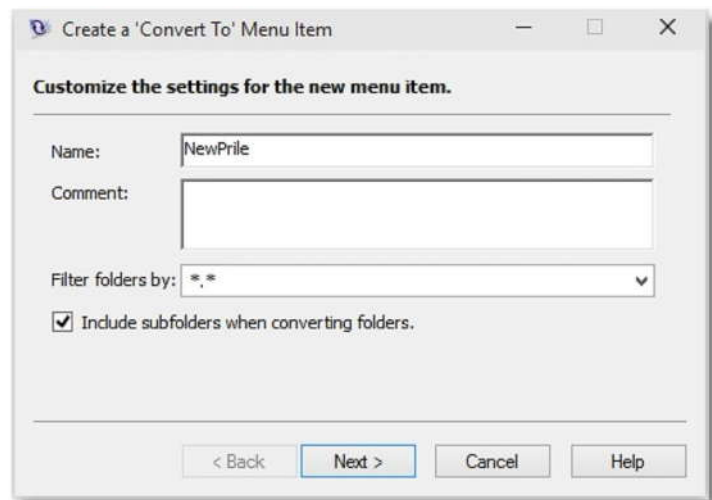 Create a 'Convert To' Menu Item
Customize the settings for the new menu item.
Name: NewPrile
Comment:
Filter folders by: *.*
Include subfolders when converting folders.
< Back Next > Cancel Help